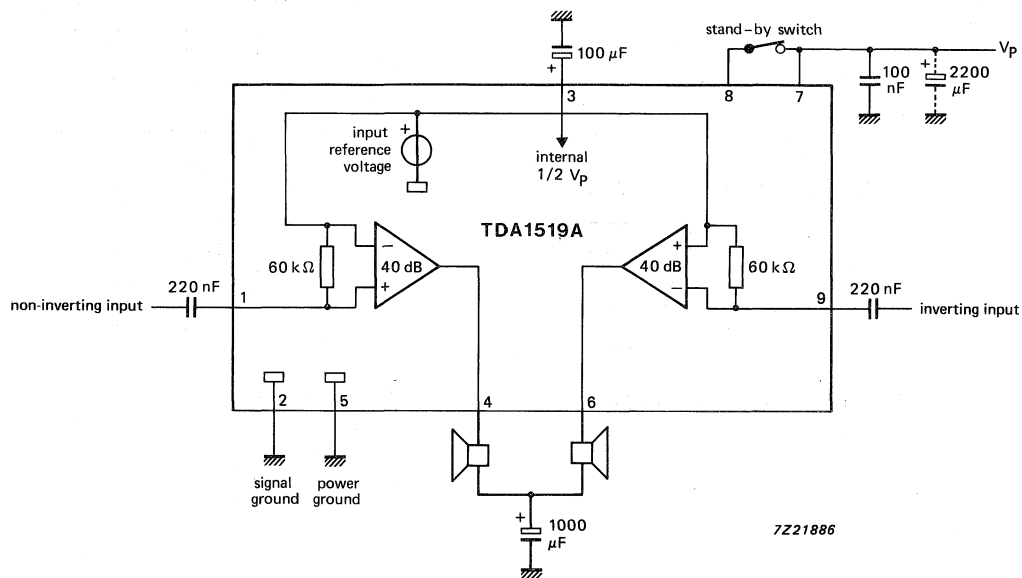 stand-by switch
100 µF
+
3
8
7
VP
100
nF
+
2200
µF
input
reference
voltage
+
internal
1/2 VP
TDA1519A
60 kΩ
−
40 dB
+
+
40 dB
−
60 kΩ
non-inverting input
220 nF
1
9
220 nF
inverting input
2
5
4
6
signal
ground
power
ground
+
1000
µF
7Z21886